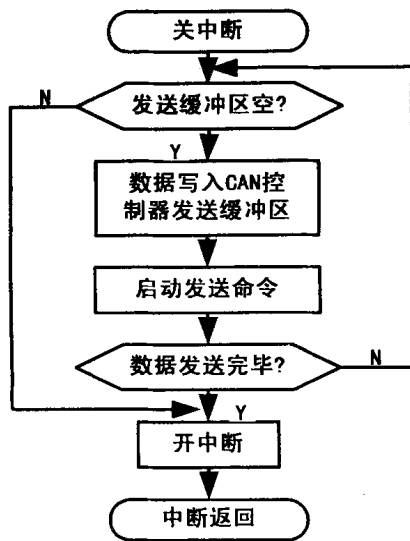 关中断
N
发送缓冲区空?
Y
数据写入CAN控
制器发送缓冲区
启动发送命令
数据发送完毕?
N
Y
开中断
中断返回